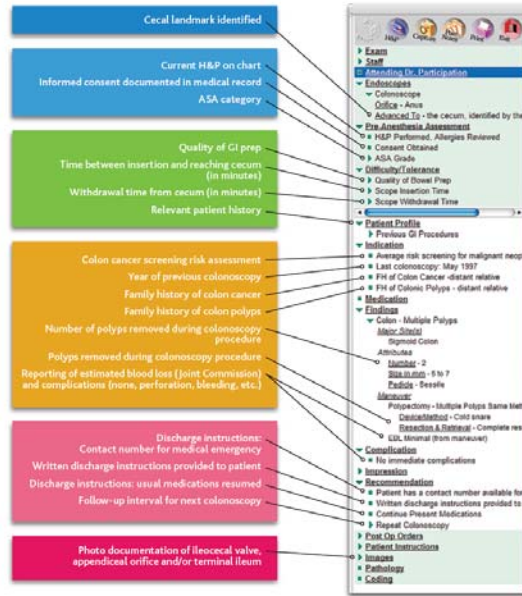 Cecal landmark identified
Current H&P on chart
Informed consent documented in medical record
ASA category
Quality of GI prep
Time between insertion and reaching cecum
(in minutes)
Withdrawal time from cecum (in minutes)
Relevant patient history
Colon cancer screening risk assessment
Year of previous colonoscopy
Family history of colon cancer
Family history of colon polyps
Number of polyps removed during colonoscopy
procedure
Polyps removed during colonoscopy procedure
Reporting of estimated blood loss (Joint Commission)
and complications (none, perforation, bleeding, etc.)
Discharge instructions:
Contact number for medical emergency
Written discharge instructions provided to patient
Discharge instructions: usual medications resumed
Follow-up interval for next colonoscopy
Photo documentation of ileocecal valve,
appendiceal orifice and/or terminal ileum
Exam
Staff
Attending Dr. Participation
Endoscopes
Colonoscope
Orifice - Anus
Advanced To - the cecum, identified by the
Pre-Anesthesia Assessment
H&P Performed, Allergies Reviewed
Consent Obtained
ASA Grade
Difficulty/Tolerance
Quality of Bowel Prep
Scope Insertion Time
Scope Withdrawal Time
Patient Profile
Previous GI Procedures
Indication
Average risk screening for malignant neop
Last colonoscopy: May 1997
FH of Colon Cancer - distant relative
FH of Colonic Polyps - distant relative
Medication
Findings
Colon - Multiple Polyps
Major Site(s)
Sigmoid Colon
Attributes
Number - 2
Size in mm - 5 to 7
Pedicle - Sessile
Maneuver
Polypectomy - Multiple Polyps Same Met
Device/Method - Cold snare
Resection & Retrieval - Complete res
EBL Minimal (from maneuver)
Complication
No immediate complications
Impression
Recommendation
Patient has a contact number available for
Written discharge instructions provided to
Continue Present Medications
Repeat Colonoscopy
Post Op Orders
Patient Instructions
Images
Pathology
Coding